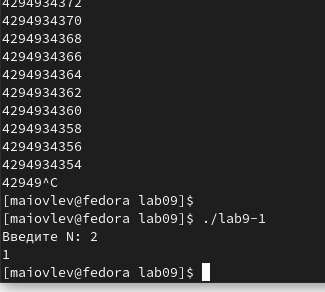 4294934372
4294934370
4294934368
4294934366
4294934364
4294934362
4294934360
4294934358
4294934356
4294934354
42949^C
[maiovlev@fedora lab09]$
[maiovlev@fedora lab09]$ ./lab9-1
Введите N: 2
1
[maiovlev@fedora lab09]$